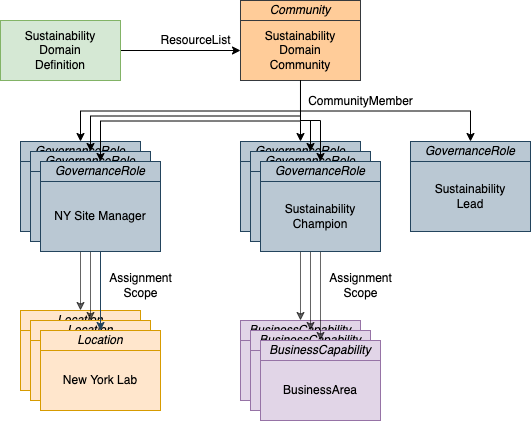 Community
Sustainability
Domain
Definition
ResourceList
Sustainability
Domain
Community
CommunityMember
GovernanceRole
GovernanceRole
GovernanceRole
NY Site Manager
GovernanceRole
GovernanceRole
GovernanceRole
Sustainability
Champion
GovernanceRole
Sustainability
Lead
Assignment
Scope
Assignment
Scope
Location
Location
Location
New York Lab
BusinessCapability
BusinessCapability
BusinessCapability
BusinessArea